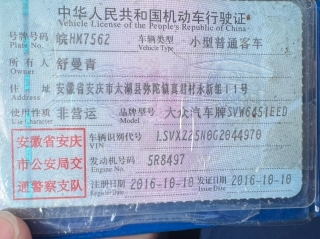 中华人民共和国机动车行驶证
Vehicle License of the People's Republic of China
号牌号码 皖HM7562 车辆类型 小型普通客车
Plate No. Vehicle Type
所有人 舒曼青
Owner
住址 安徽省安庆市太湖县弥陀镇真君村永新组11号
Address
使用性质 非营运 品牌型号 大众汽车牌SVW6451EED
Use Character Model
安徽省安庆
市公安局交
通警察支队
车辆识别代号 LSVXZ25N0G2044970
VIN
发动机号码 5R8497
Engine No.
注册日期 2016-10-10 发证日期 2016-10-10
Register Date Issue Date